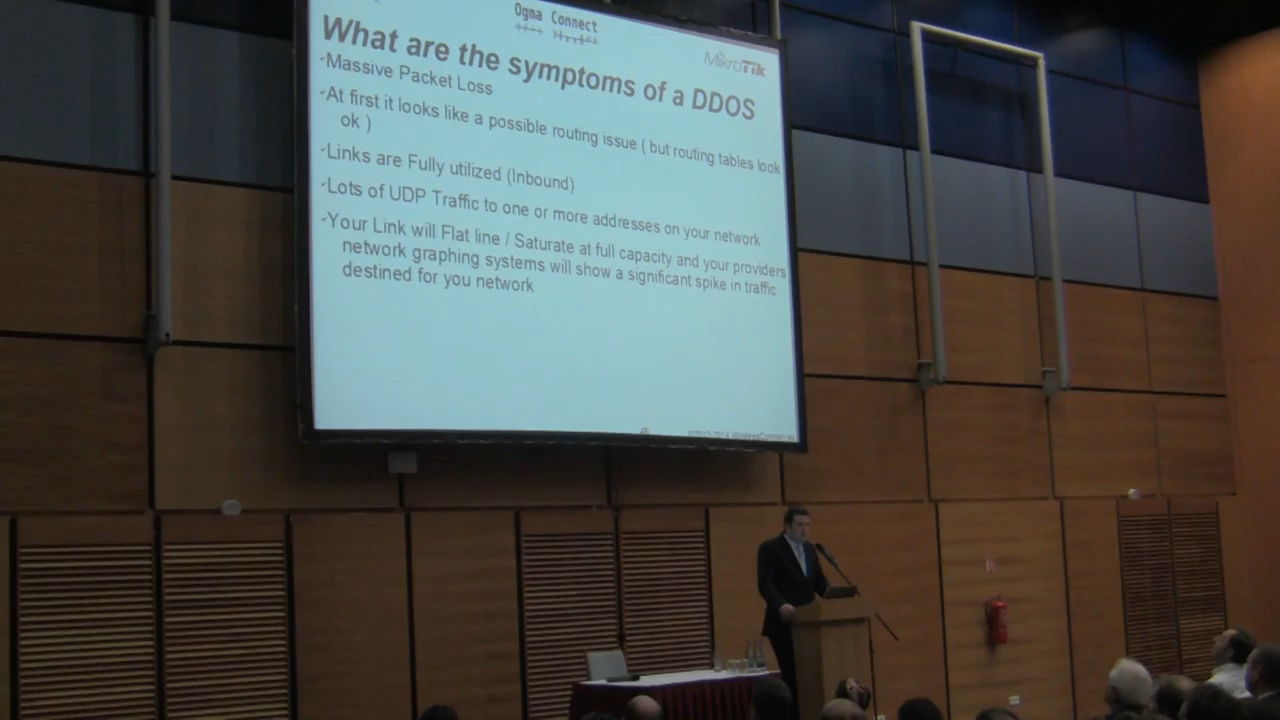 Ogma Connect
MikroTik
What are the symptoms of a DDOS
Massive Packet Loss
At first it looks like a possible routing issue ( but routing tables look
ok )
Links are Fully utilized (Inbound)
Lots of UDP Traffic to one or more addresses on your network
Your Link will Flat line / Saturate at full capacity and your providers
network graphing systems will show a significant spike in traffic
destined for you network